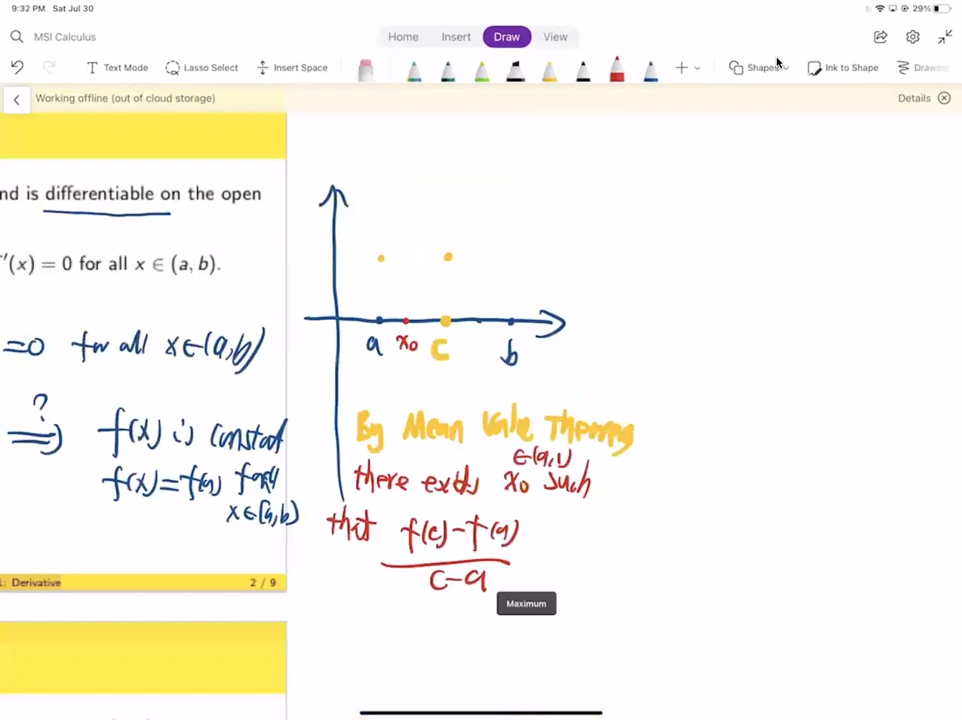 9:32 PM Sat Jul 30
29%
MSI Calculus
Home Insert Draw View
Text Mode Lasso Select Insert Space Shapes Ink to Shape Drawing
Working offline (out of cloud storage) Details
nd is differentiable on the open
f'(x) = 0 for all x ∈ (a, b).
=0 for all x∈(a,b)
?
⟹ f(x) is constant
f(x)=f(a) for all
x∈[a,b]
a x0 c b
By Mean Value Theorem
there exists x0 such
∈(a,c)
that f(c)-f(a)
c-a
1: Derivative 2 / 9
Maximum